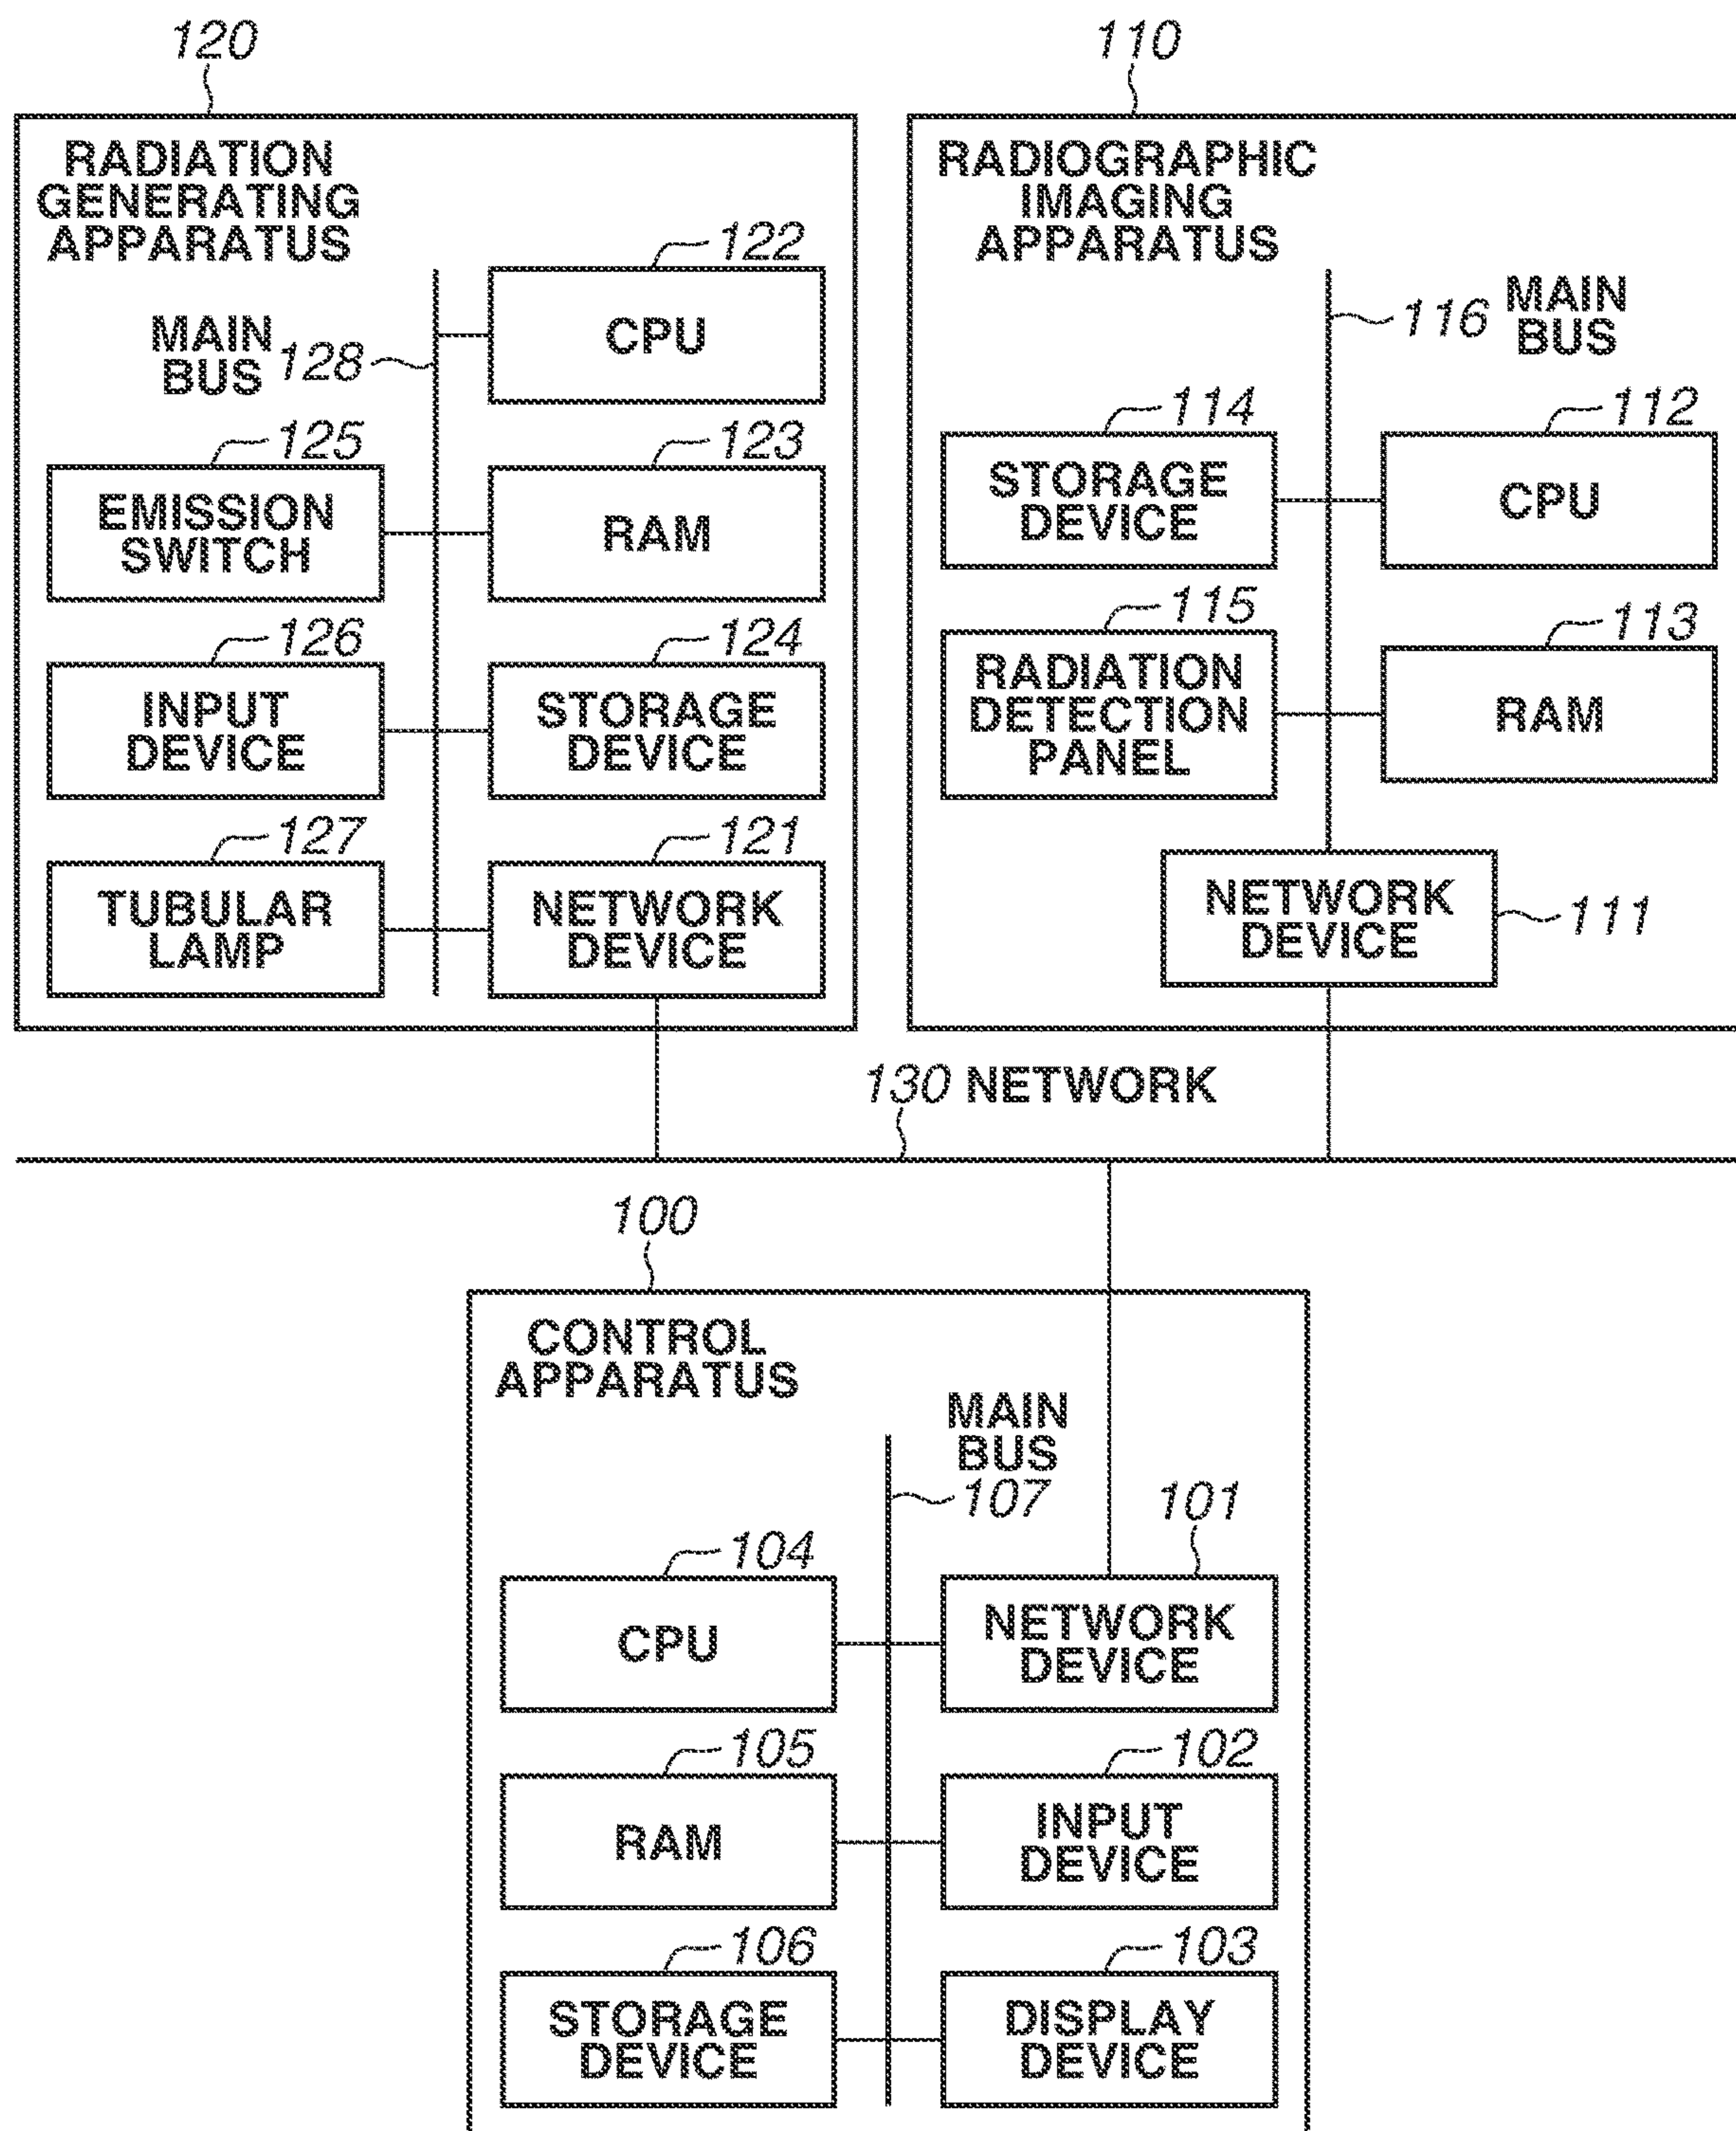 120
RADIATION
GENERATING
APPARATUS
122
CPU
MAIN
BUS 128
125
EMISSION
SWITCH
123
RAM
126
INPUT
DEVICE
124
STORAGE
DEVICE
127
TUBULAR
LAMP
121
NETWORK
DEVICE
110
RADIOGRAPHIC
IMAGING
APPARATUS
116 MAIN
BUS
114
STORAGE
DEVICE
112
CPU
115
RADIATION
DETECTION
PANEL
113
RAM
NETWORK
DEVICE
111
130 NETWORK
100
CONTROL
APPARATUS
MAIN
BUS
107
101
104
CPU
NETWORK
DEVICE
105
RAM
102
INPUT
DEVICE
106
STORAGE
DEVICE
103
DISPLAY
DEVICE